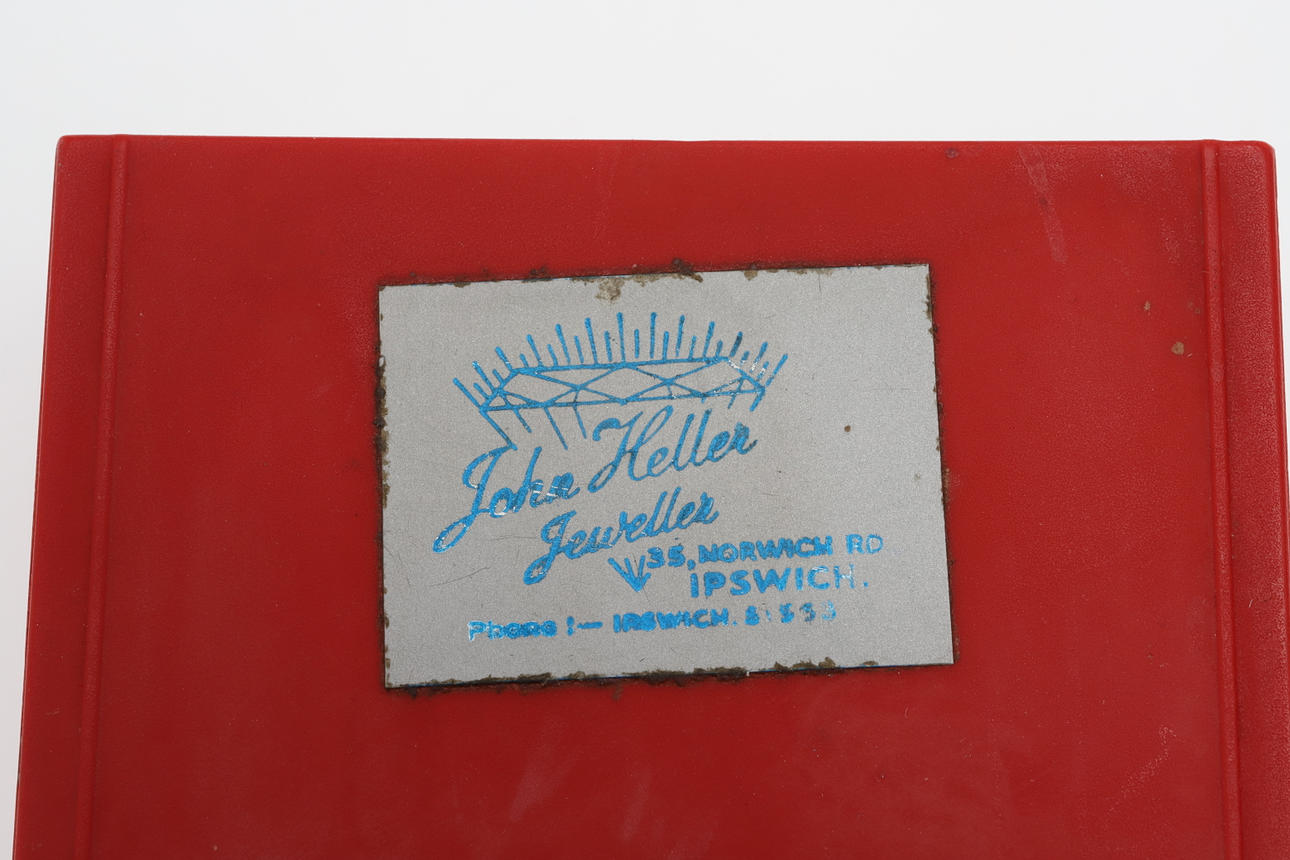 John Heller
Jeweller
35, NORWICH RD
IPSWICH.
Phone :— IPSWICH.